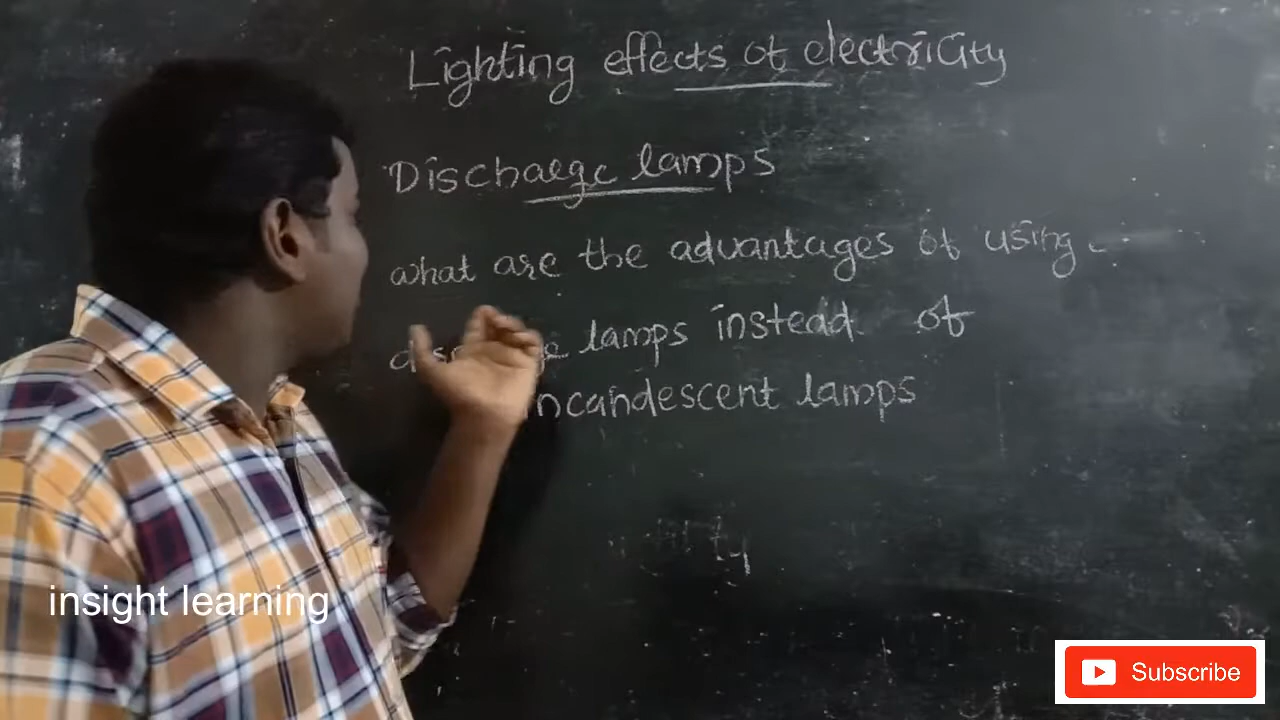 Lighting effects of electricity
Discharge lamps
what are the advantages of using
lamps instead of
incandescent lamps
insight learning
Subscribe